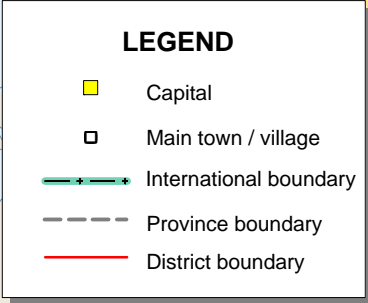 LEGEND
Capital
Main town / village
International boundary
Province boundary
District boundary